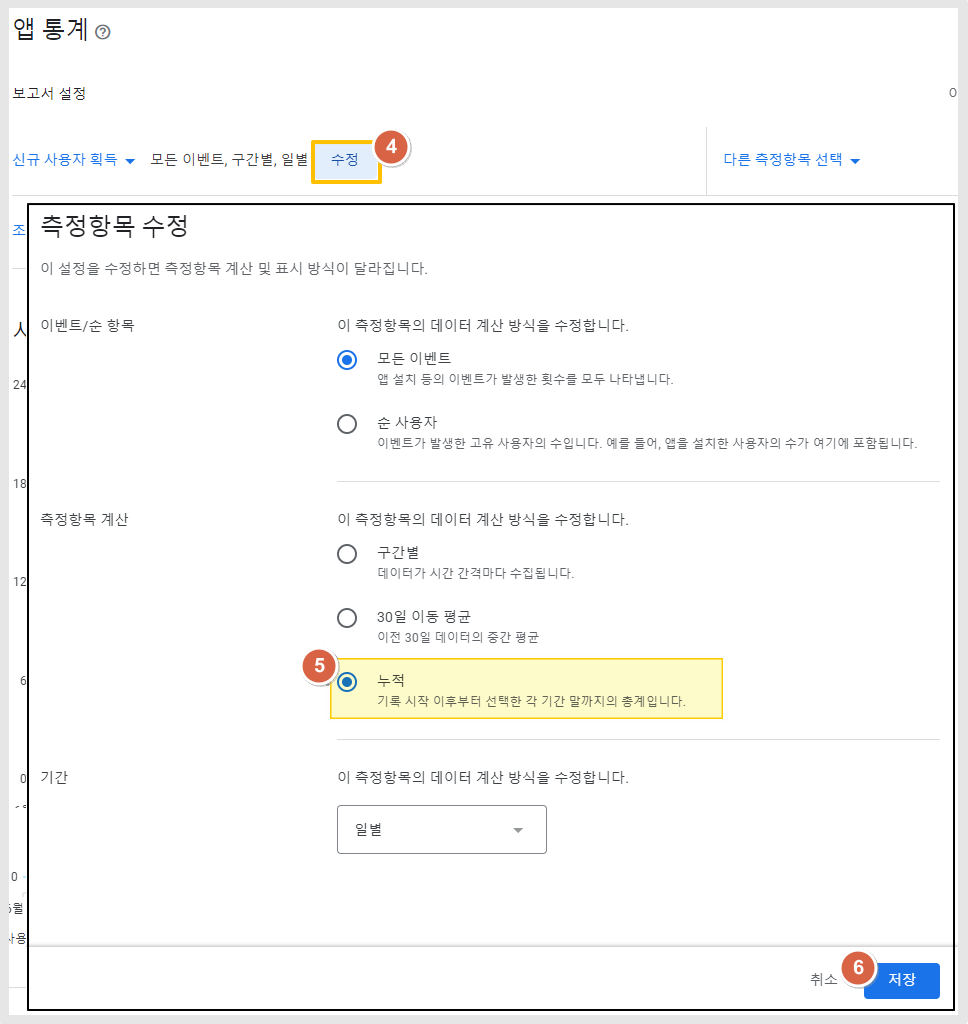 앱 통계 ?
보고서 설정
신규 사용자 획득 모든 이벤트, 구간별, 일별 수정 4 다른 측정항목 선택
조
측정항목 수정
이 설정을 수정하면 측정항목 계산 및 표시 방식이 달라집니다.
이벤트/순 항목 이 측정항목의 데이터 계산 방식을 수정합니다.
모든 이벤트
앱 설치 등의 이벤트가 발생한 횟수를 모두 나타냅니다.
24
순 사용자
이벤트가 발생한 고유 사용자의 수입니다. 예를 들어, 앱을 설치한 사용자의 수가 여기에 포함됩니다.
18
측정항목 계산 이 측정항목의 데이터 계산 방식을 수정합니다.
구간별
데이터가 시간 간격마다 수집됩니다.
12
30일 이동 평균
이전 30일 데이터의 중간 평균
5
6 누적
기록 시작 이후부터 선택한 각 기간 말까지의 총계입니다.
0 기간 이 측정항목의 데이터 계산 방식을 수정합니다.
일별
0
6월
사용
취소 6 저장